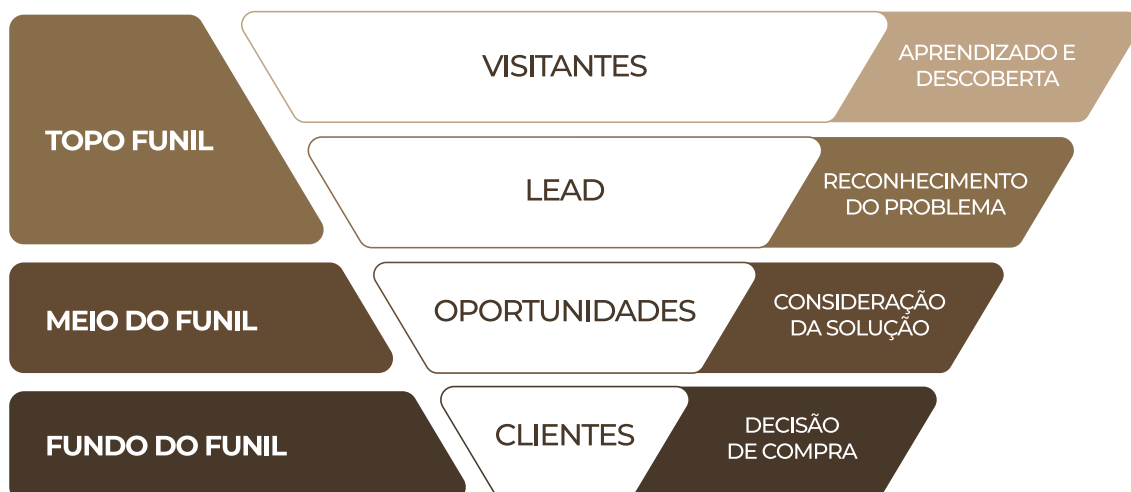 VISITANTES
APRENDIZADO E
DESCOBERTA
TOPO FUNIL
LEAD
RECONHECIMENTO
DO PROBLEMA
MEIO DO FUNIL
OPORTUNIDADES
CONSIDERAÇÃO
DA SOLUÇÃO
FUNDO DO FUNIL
CLIENTES
DECISÃO
DE COMPRA